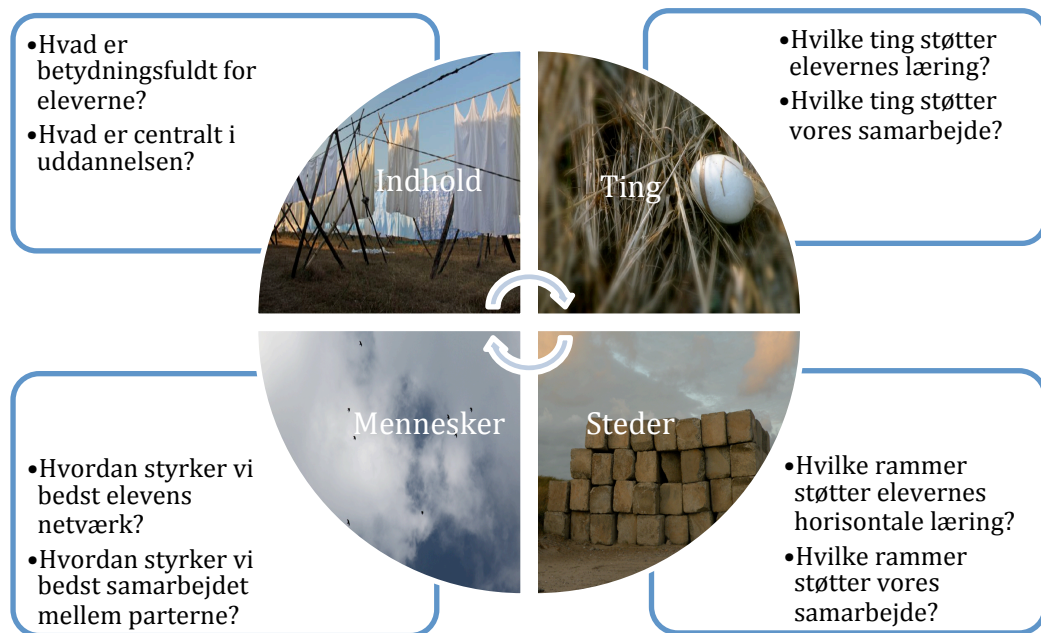 •Hvad er
betydningsfuldt for
eleverne?
•Hvad er centralt i
uddannelsen?
Indhold
Ting
•Hvilke ting støtter
elevernes læring?
•Hvilke ting støtter
vores samarbejde?
Mennesker
•Hvordan styrker vi
bedst elevens
netværk?
•Hvordan styrker vi
bedst samarbejdet
mellem parterne?
Steder
•Hvilke rammer
støtter elevernes
horisontale læring?
•Hvilke rammer
støtter vores
samarbejde?